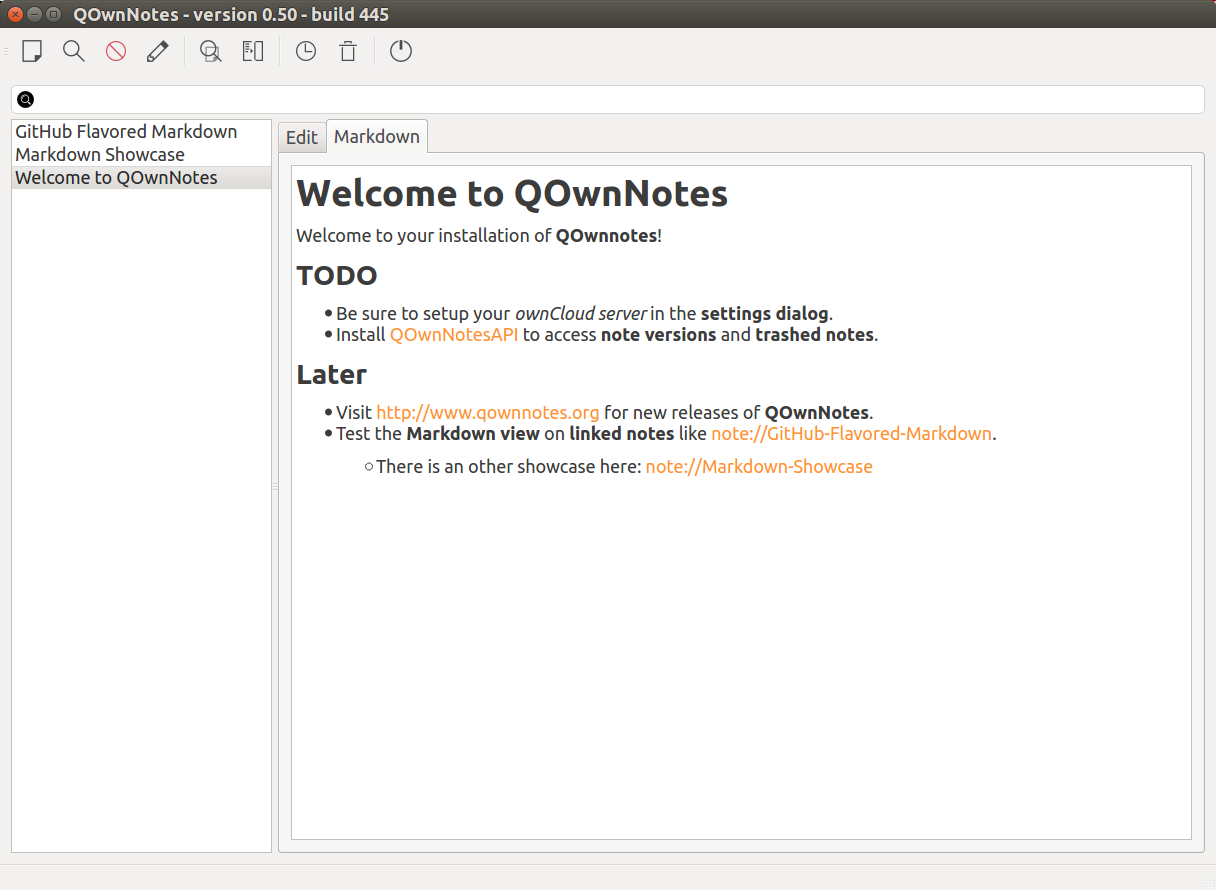 QOwnNotes - version 0.50 - build 445
GitHub Flavored Markdown
Markdown Showcase
Welcome to QOwnNotes
Edit
Markdown
Welcome to QOwnNotes
Welcome to your installation of QOwnnotes!
TODO
Be sure to setup your ownCloud server in the settings dialog.
Install QOwnNotesAPI to access note versions and trashed notes.
Later
Visit http://www.qownnotes.org for new releases of QOwnNotes.
Test the Markdown view on linked notes like note://GitHub-Flavored-Markdown.
There is an other showcase here: note://Markdown-Showcase